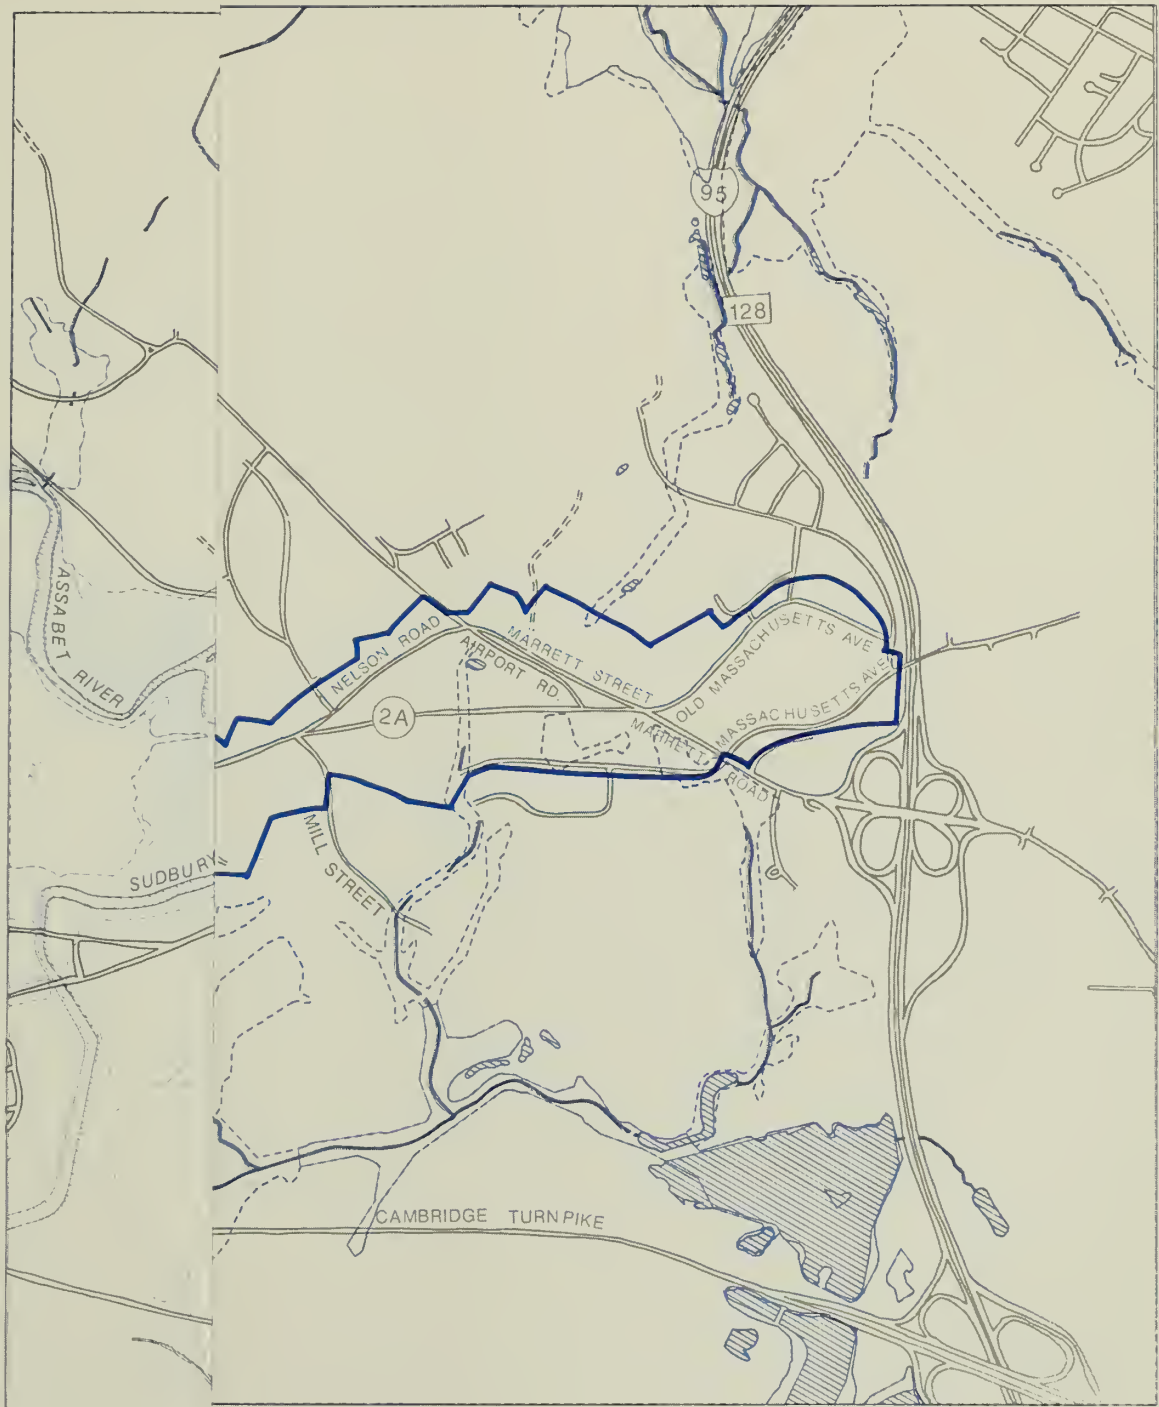 95
128
ASSABET RIVER
NELSON ROAD
MARRETT STREET
AIRPORT RD.
OLD MASSACHUSETTS AVE
MASSACHUSETTS AVE
2A
MARRETT ROAD
MILL STREET
SUDBURY
CAMBRIDGE TURNPIKE